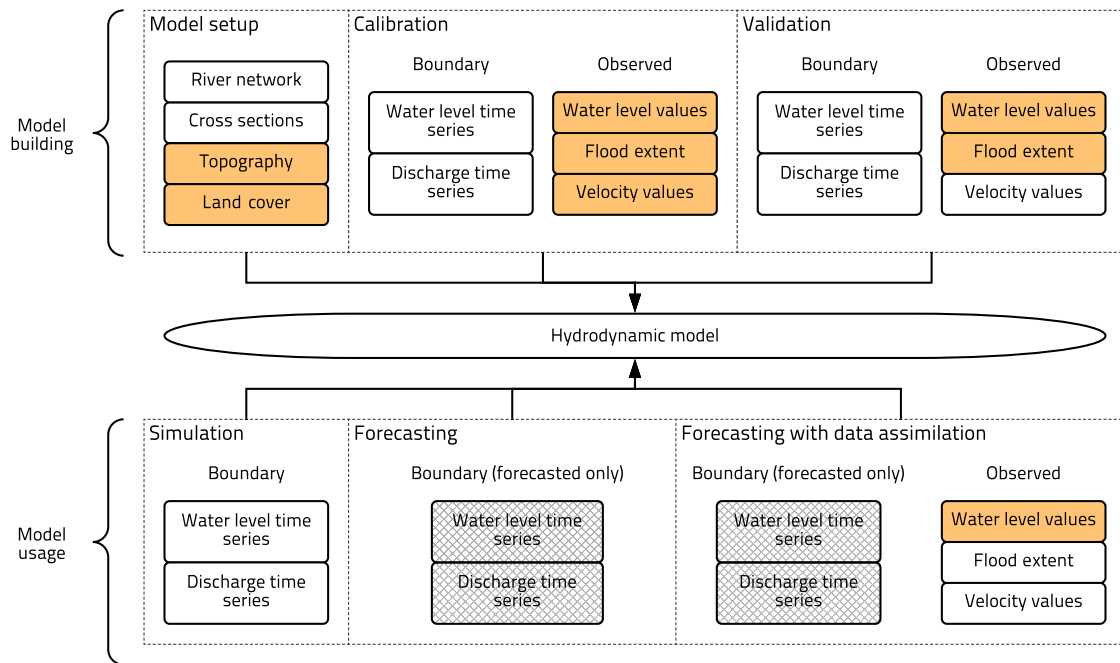 Model
building
Model setup
River network
Cross sections
Topography
Land cover
Calibration
Boundary
Water level time
series
Discharge time
series
Observed
Water level values
Flood extent
Velocity values
Validation
Boundary
Water level time
series
Discharge time
series
Observed
Water level values
Flood extent
Velocity values
Hydrodynamic model
Model
usage
Simulation
Boundary
Water level time
series
Discharge time
series
Forecasting
Boundary (forecasted only)
Water level time
series
Discharge time
series
Forecasting with data assimilation
Boundary (forecasted only)
Water level time
series
Discharge time
series
Observed
Water level values
Flood extent
Velocity values